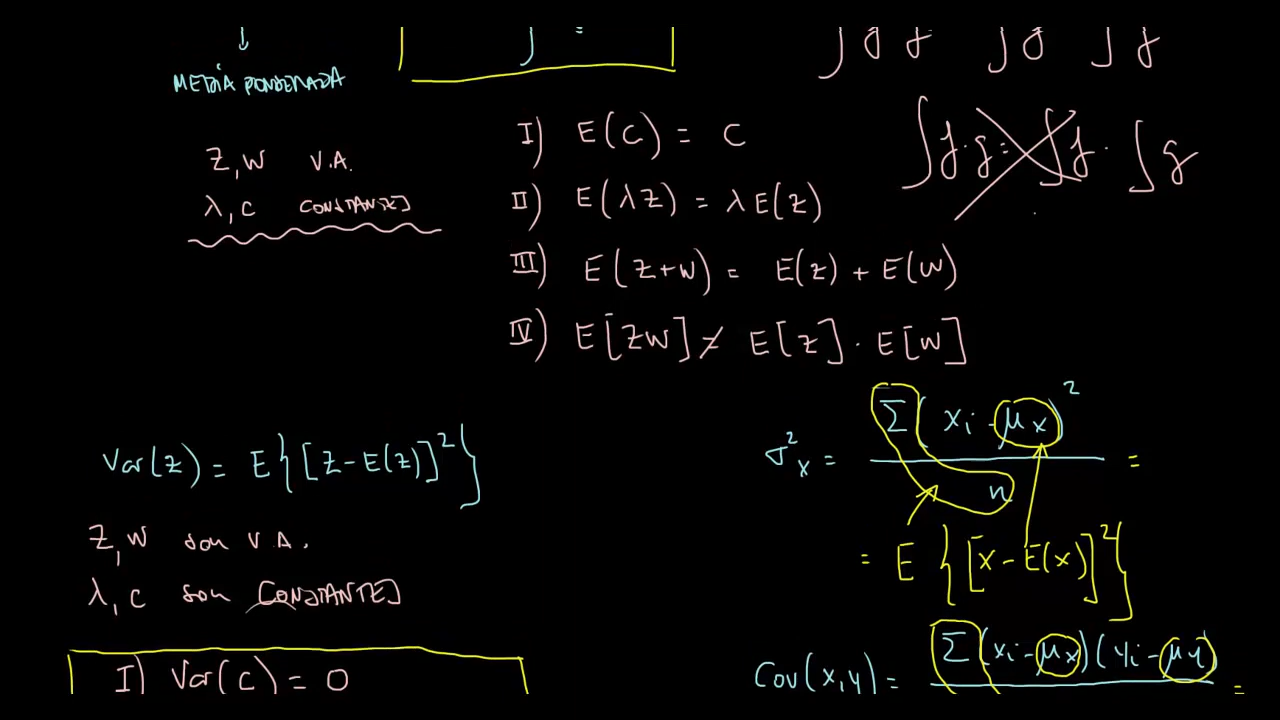 MEDIA PONDERADA
∫f·g = ∫f · ∫g
Z, W V.A.
λ, c CONSTANTES
I) E(c) = c
II) E(λZ) = λE(Z)
III) E(Z+W) = E(Z) + E(W)
IV) E[ZW] ≠ E[Z] · E[W]
Var(Z) = E{[Z-E(Z)]²}
Z, W son V.A.
λ, c son CONSTANTES
I) Var(c) = 0
σ²x = Σ(xi - μx)² / n =
= E{[x - E(x)]²}
Cov(x,y) = Σ(xi - μx)(yi - μy) =